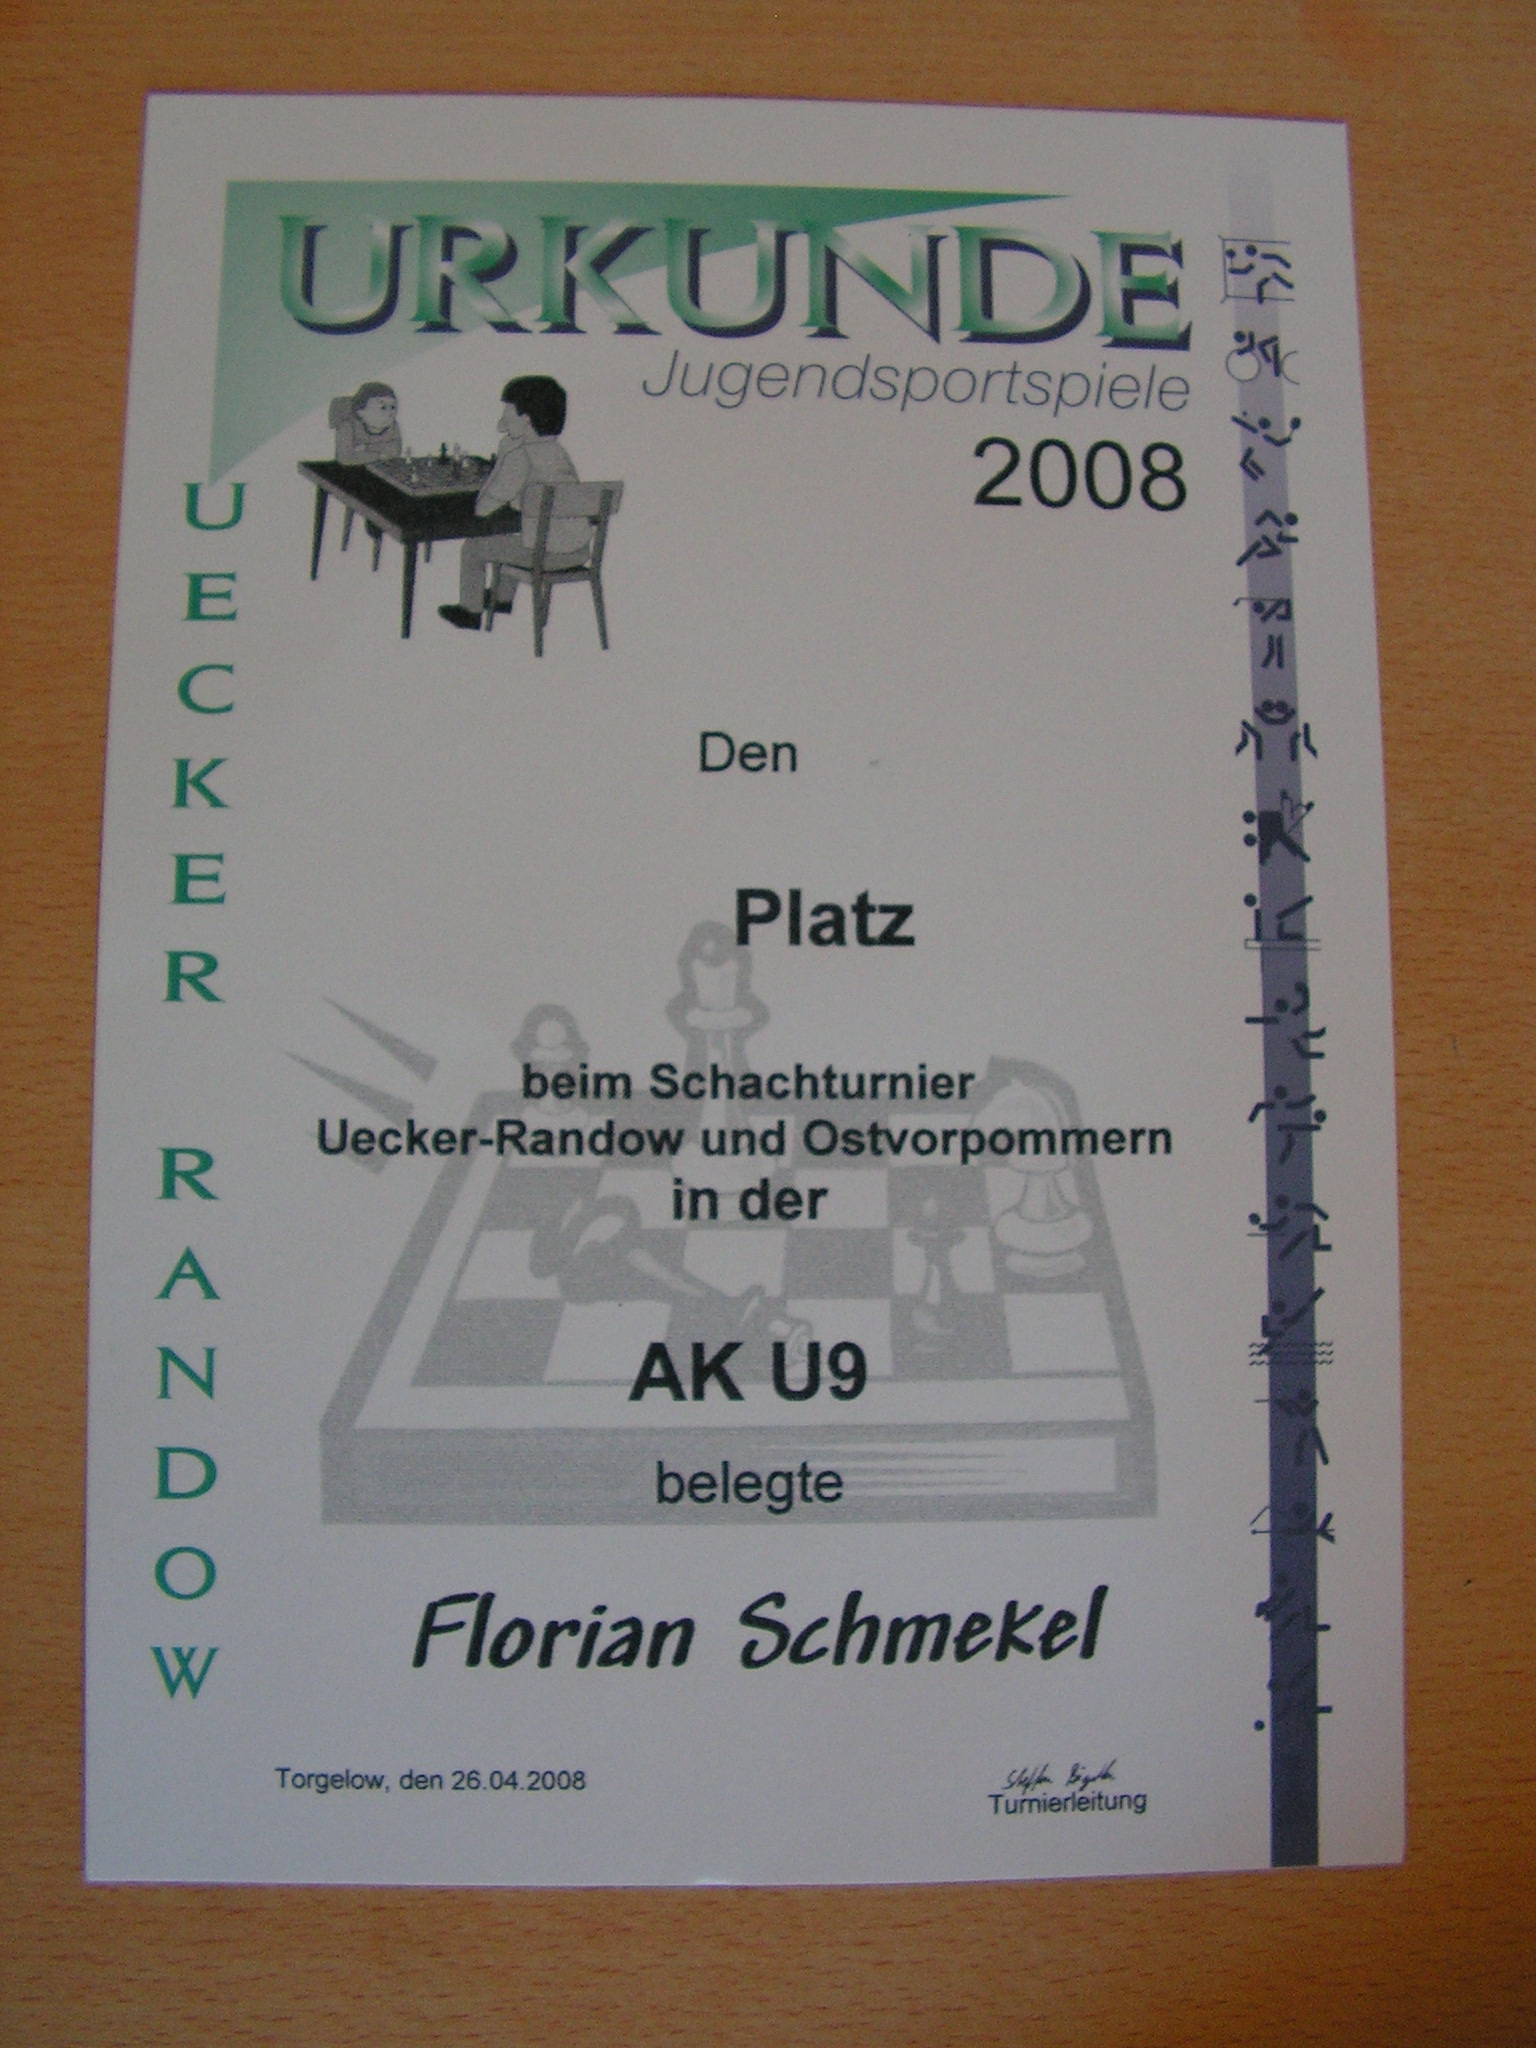 URKUNDE
Jugendsportspiele
2008
UECKER RANDOW
Den
Platz
beim Schachturnier
Uecker-Randow und Ostvorpommern
in der
AK U9
belegte
Florian Schmekel
Torgelow, den 26.04.2008
Turnierleitung